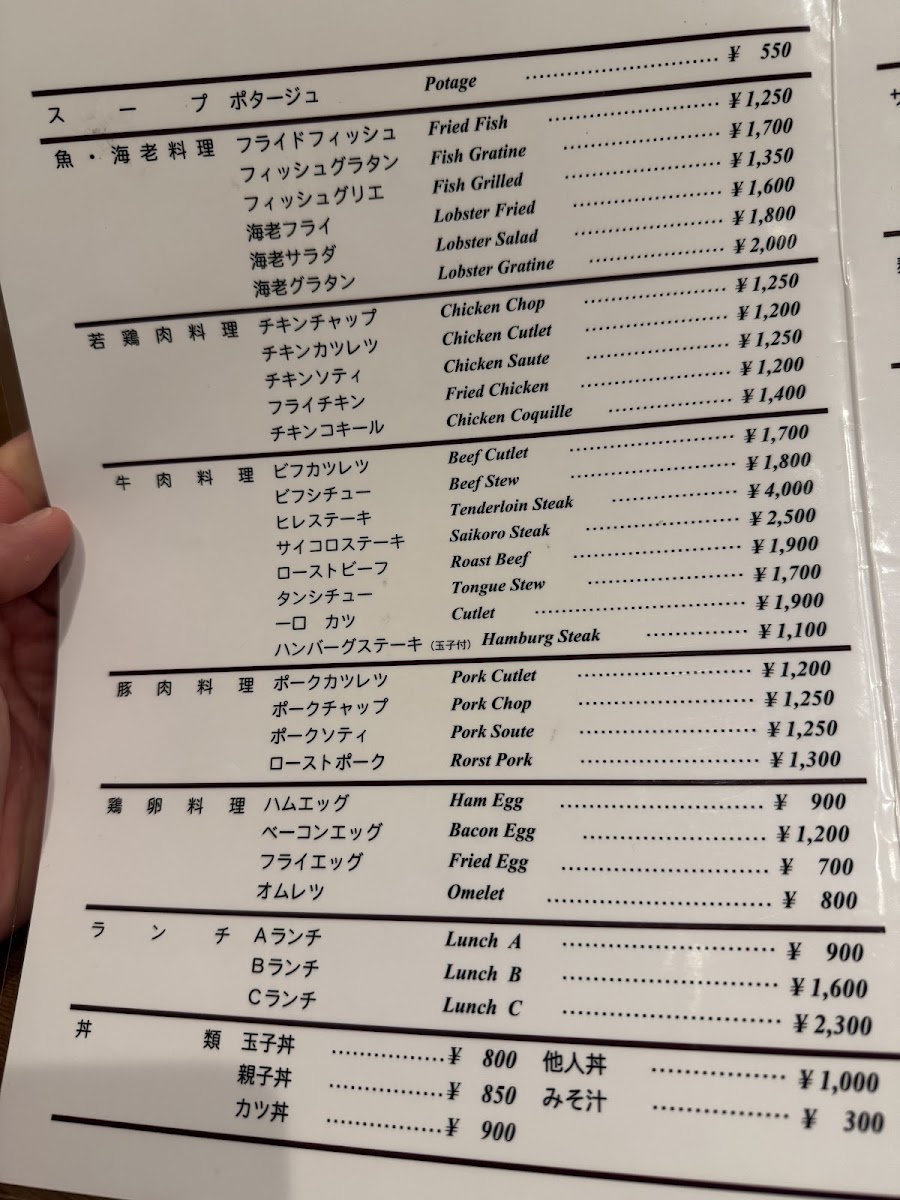 スープ ポタージュ Potage ¥ 550
魚・海老料理 フライドフィッシュ Fried Fish ¥1,250
フィッシュグラタン Fish Gratine ¥1,700
フィッシュグリエ Fish Grilled ¥1,350
海老フライ Lobster Fried ¥1,600
海老サラダ Lobster Salad ¥1,800
海老グラタン Lobster Gratine ¥2,000
若鶏肉料理 チキンチャップ Chicken Chop ¥1,250
チキンカツレツ Chicken Cutlet ¥1,200
チキンソティ Chicken Saute ¥1,250
フライチキン Fried Chicken ¥1,200
チキンコキール Chicken Coquille ¥1,400
牛肉料理 ビフカツレツ Beef Cutlet ¥1,700
ビフシチュー Beef Stew ¥1,800
ヒレステーキ Tenderloin Steak ¥4,000
サイコロステーキ Saikoro Steak ¥2,500
ローストビーフ Roast Beef ¥1,900
タンシチュー Tongue Stew ¥1,700
一口 カツ Cutlet ¥1,900
ハンバーグステーキ(玉子付) Hamburg Steak ¥1,100
豚肉料理 ポークカツレツ Pork Cutlet ¥1,200
ポークチャップ Pork Chop ¥1,250
ポークソティ Pork Soute ¥1,250
ローストポーク Rorst Pork ¥1,300
鶏卵料理 ハムエッグ Ham Egg ¥ 900
ベーコンエッグ Bacon Egg ¥1,200
フライエッグ Fried Egg ¥ 700
オムレツ Omelet ¥ 800
ランチ Aランチ Lunch A ¥ 900
Bランチ Lunch B ¥1,600
Cランチ Lunch C ¥2,300
丼類 玉子丼 ¥ 800 他人丼 ¥1,000
親子丼 ¥ 850 みそ汁 ¥ 300
カツ丼 ¥ 900
サ